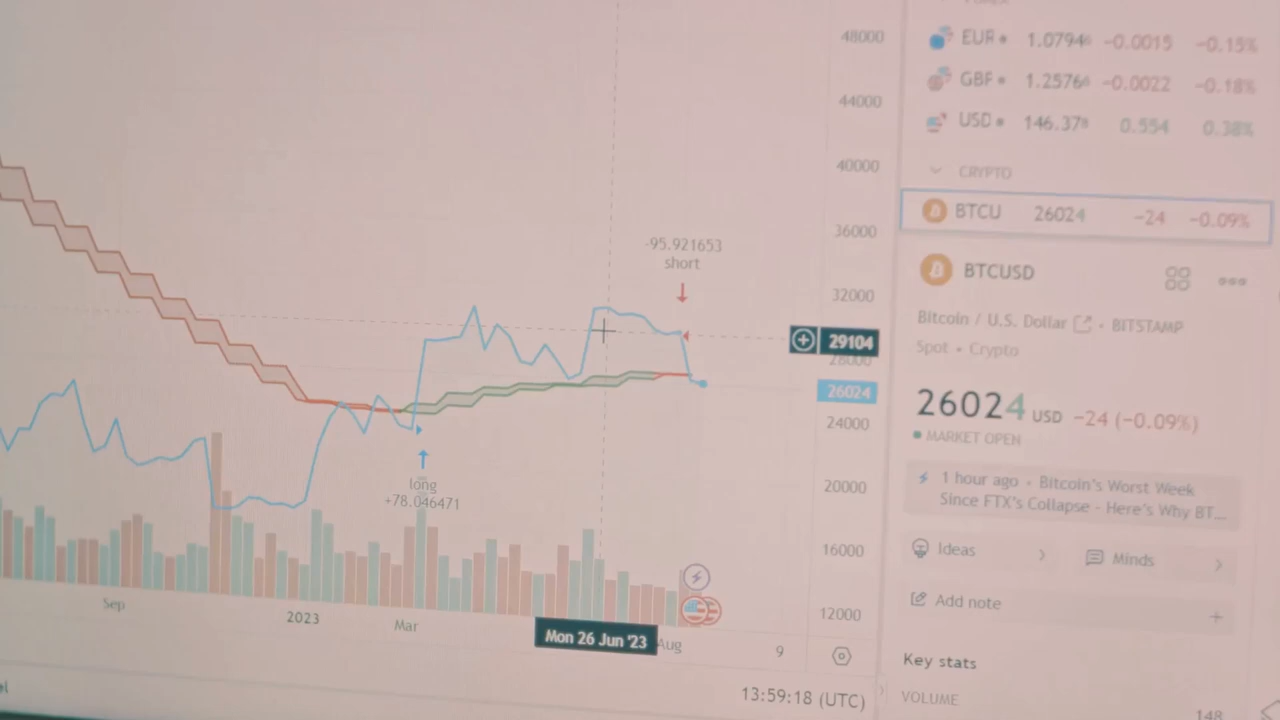 48000
44000
40000
36000
32000
29104
28000
26024
24000
20000
16000
12000
-95.921653
short
long
+78.046471
Sep
2023
Mar
Mon 26 Jun '23
Aug
9
13:59:18 (UTC)
EUR 1.0794 -0.0015 -0.15%
GBP 1.2576 -0.0022 -0.18%
USD 146.37 0.554 0.38%
CRYPTO
BTCU 26024 -24 -0.09%
BTCUSD
Bitcoin / U.S. Dollar • BITSTAMP
Spot • Crypto
26024 USD -24 (-0.09%)
MARKET OPEN
1 hour ago • Bitcoin's Worst Week
Since FTX's Collapse - Here's Why BT...
Ideas
Minds
Add note
Key stats
VOLUME
148